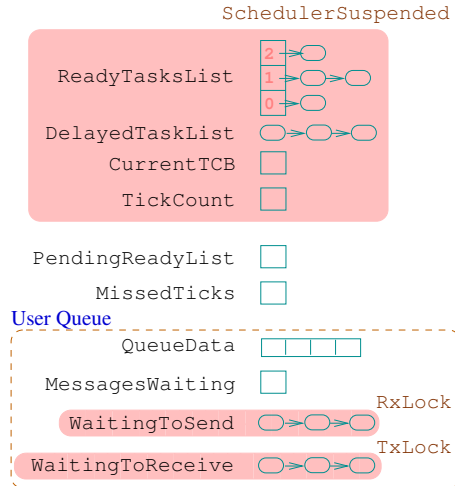 SchedulerSuspended
2
ReadyTasksList 1
0
DelayedTaskList
CurrentTCB
TickCount
PendingReadyList
MissedTicks
User Queue
QueueData
MessagesWaiting
RxLock
WaitingToSend
TxLock
WaitingToReceive